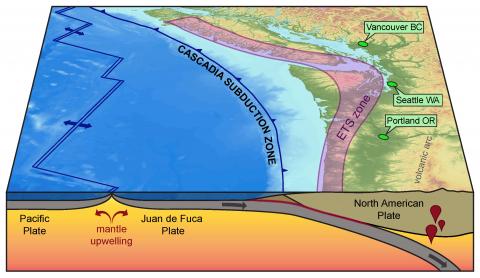 Vancouver BC
CASCADIA SUBDUCTION ZONE
Seattle WA
ETS zone
Portland OR
volcanic arc
North American
Plate
Pacific
Plate
mantle
upwelling
Juan de Fuca
Plate